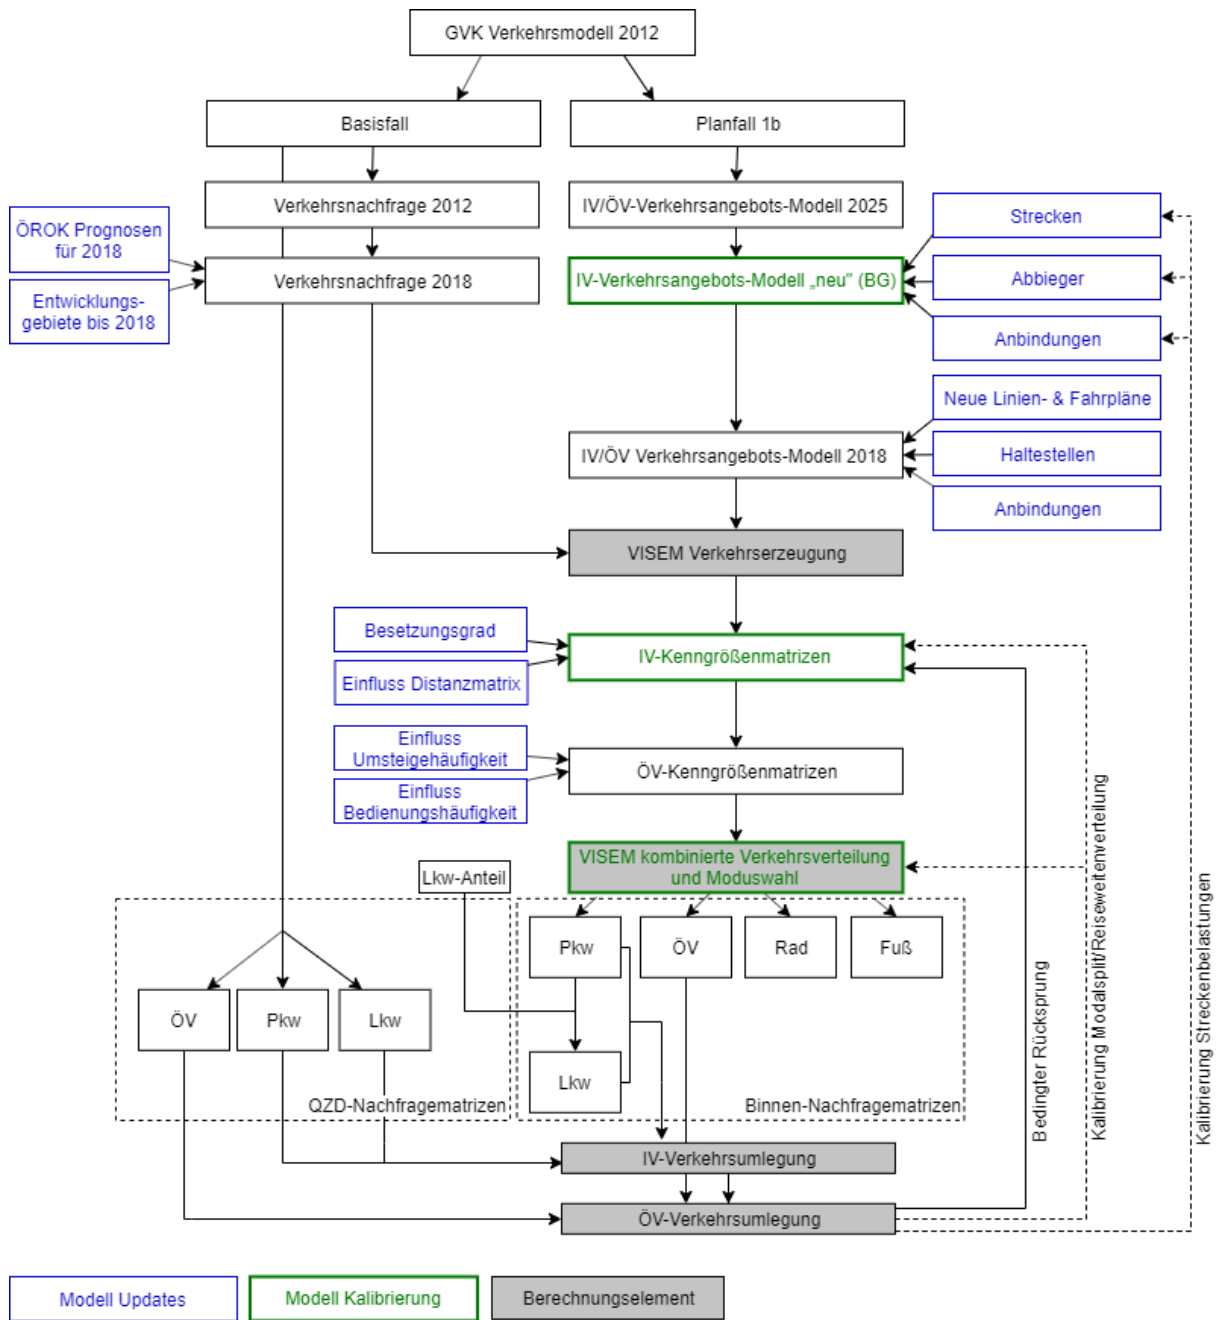 GVK Verkehrsmodell 2012
Basisfall
Planfall 1b
Verkehrsnachfrage 2012
IV/ÖV-Verkehrsangebots-Modell 2025
Strecken
ÖROK Prognosen
für 2018
Verkehrsnachfrage 2018
IV-Verkehrsangebots-Modell „neu" (BG)
Abbieger
Entwicklungs-
gebiete bis 2018
Anbindungen
Neue Linien- & Fahrpläne
IV/ÖV Verkehrsangebots-Modell 2018
Haltestellen
Anbindungen
VISEM Verkehrserzeugung
Besetzungsgrad
IV-Kenngrößenmatrizen
Einfluss Distanzmatrix
Einfluss
Umsteigehäufigkeit
ÖV-Kenngrößenmatrizen
Einfluss
Bedienungshäufigkeit
VISEM kombinierte Verkehrsverteilung
und Moduswahl
Lkw-Anteil
Pkw
ÖV
Rad
Fuß
ÖV
Pkw
Lkw
Lkw
QZD-Nachfragematrizen
Binnen-Nachfragematrizen
Bedingter Rücksprung
Kalibrierung Modalsplit/Reiseweitenverteilung
Kalibrierung Streckenbelastungen
IV-Verkehrsumlegung
ÖV-Verkehrsumlegung
Modell Updates
Modell Kalibrierung
Berechnungselement